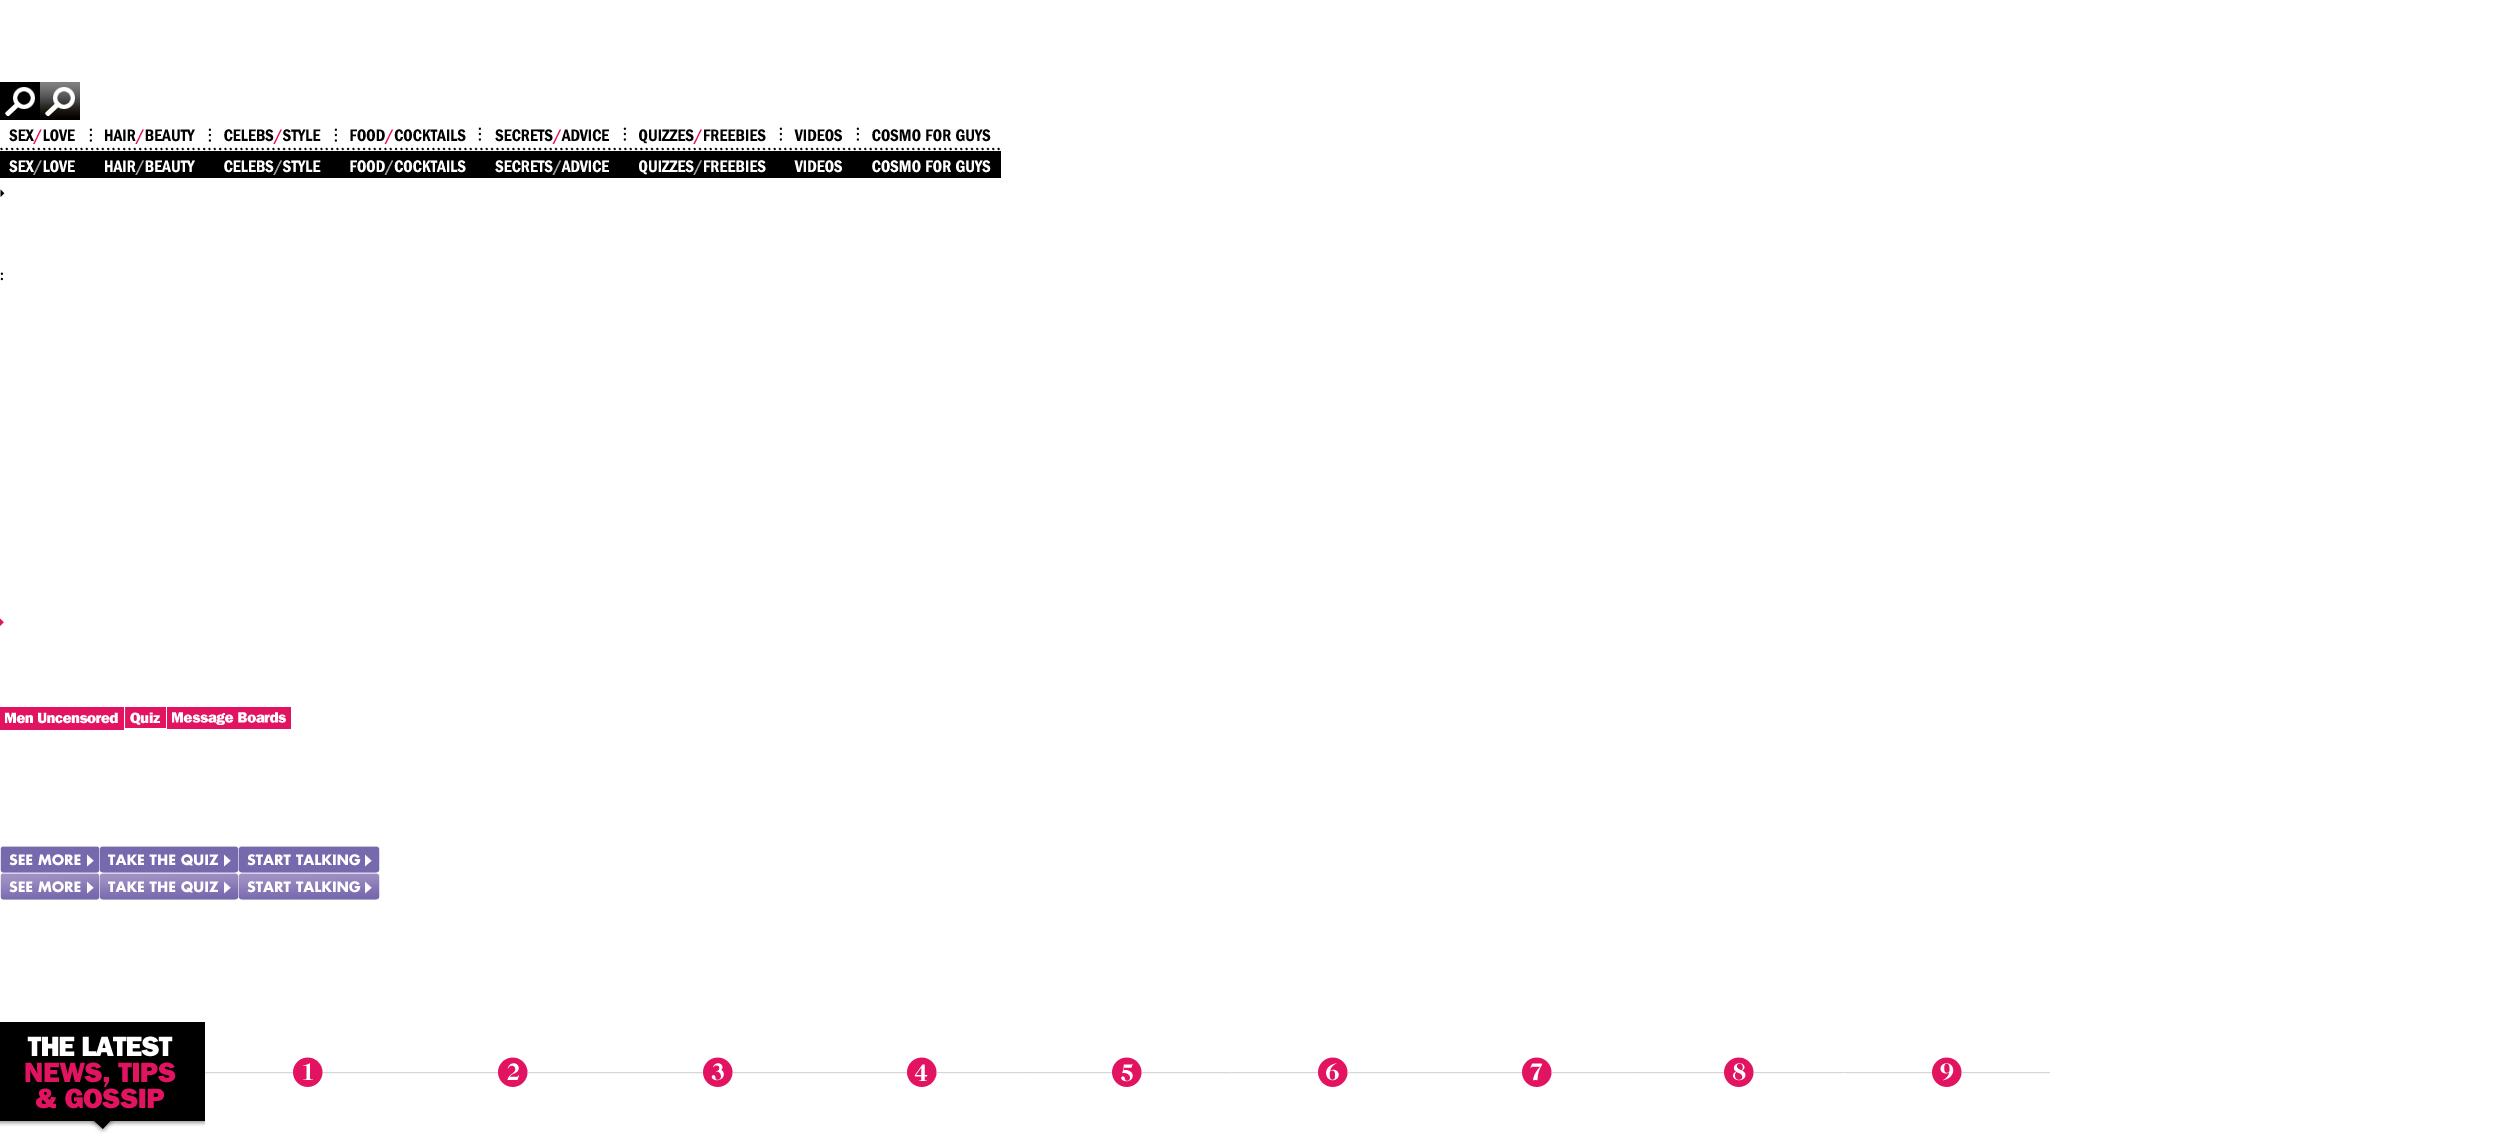 SEX/LOVE HAIR/BEAUTY CELEBS/STYLE FOOD/COCKTAILS SECRETS/ADVICE QUIZZES/FREEBIES VIDEOS COSMO FOR GUYS
SEX/LOVE HAIR/BEAUTY CELEBS/STYLE FOOD/COCKTAILS SECRETS/ADVICE QUIZZES/FREEBIES VIDEOS COSMO FOR GUYS
Men Uncensored Quiz Message Boards
SEE MORE TAKE THE QUIZ START TALKING
SEE MORE TAKE THE QUIZ START TALKING
THE LATEST
NEWS, TIPS
& GOSSIP
1 2 3 4 5 6 7 8 9